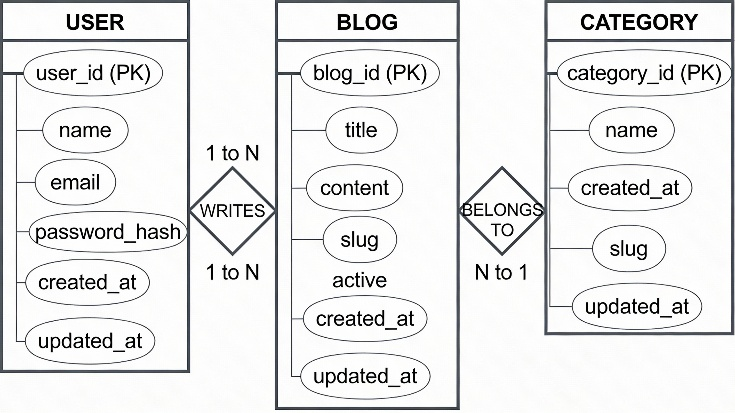 USER
user_id (PK)
name
email
password_hash
created_at
updated_at
1 to N
WRITES
1 to N
BLOG
blog_id (PK)
title
content
slug
active
created_at
updated_at
BELONGS
TO
N to 1
CATEGORY
category_id (PK)
name
created_at
slug
updated_at